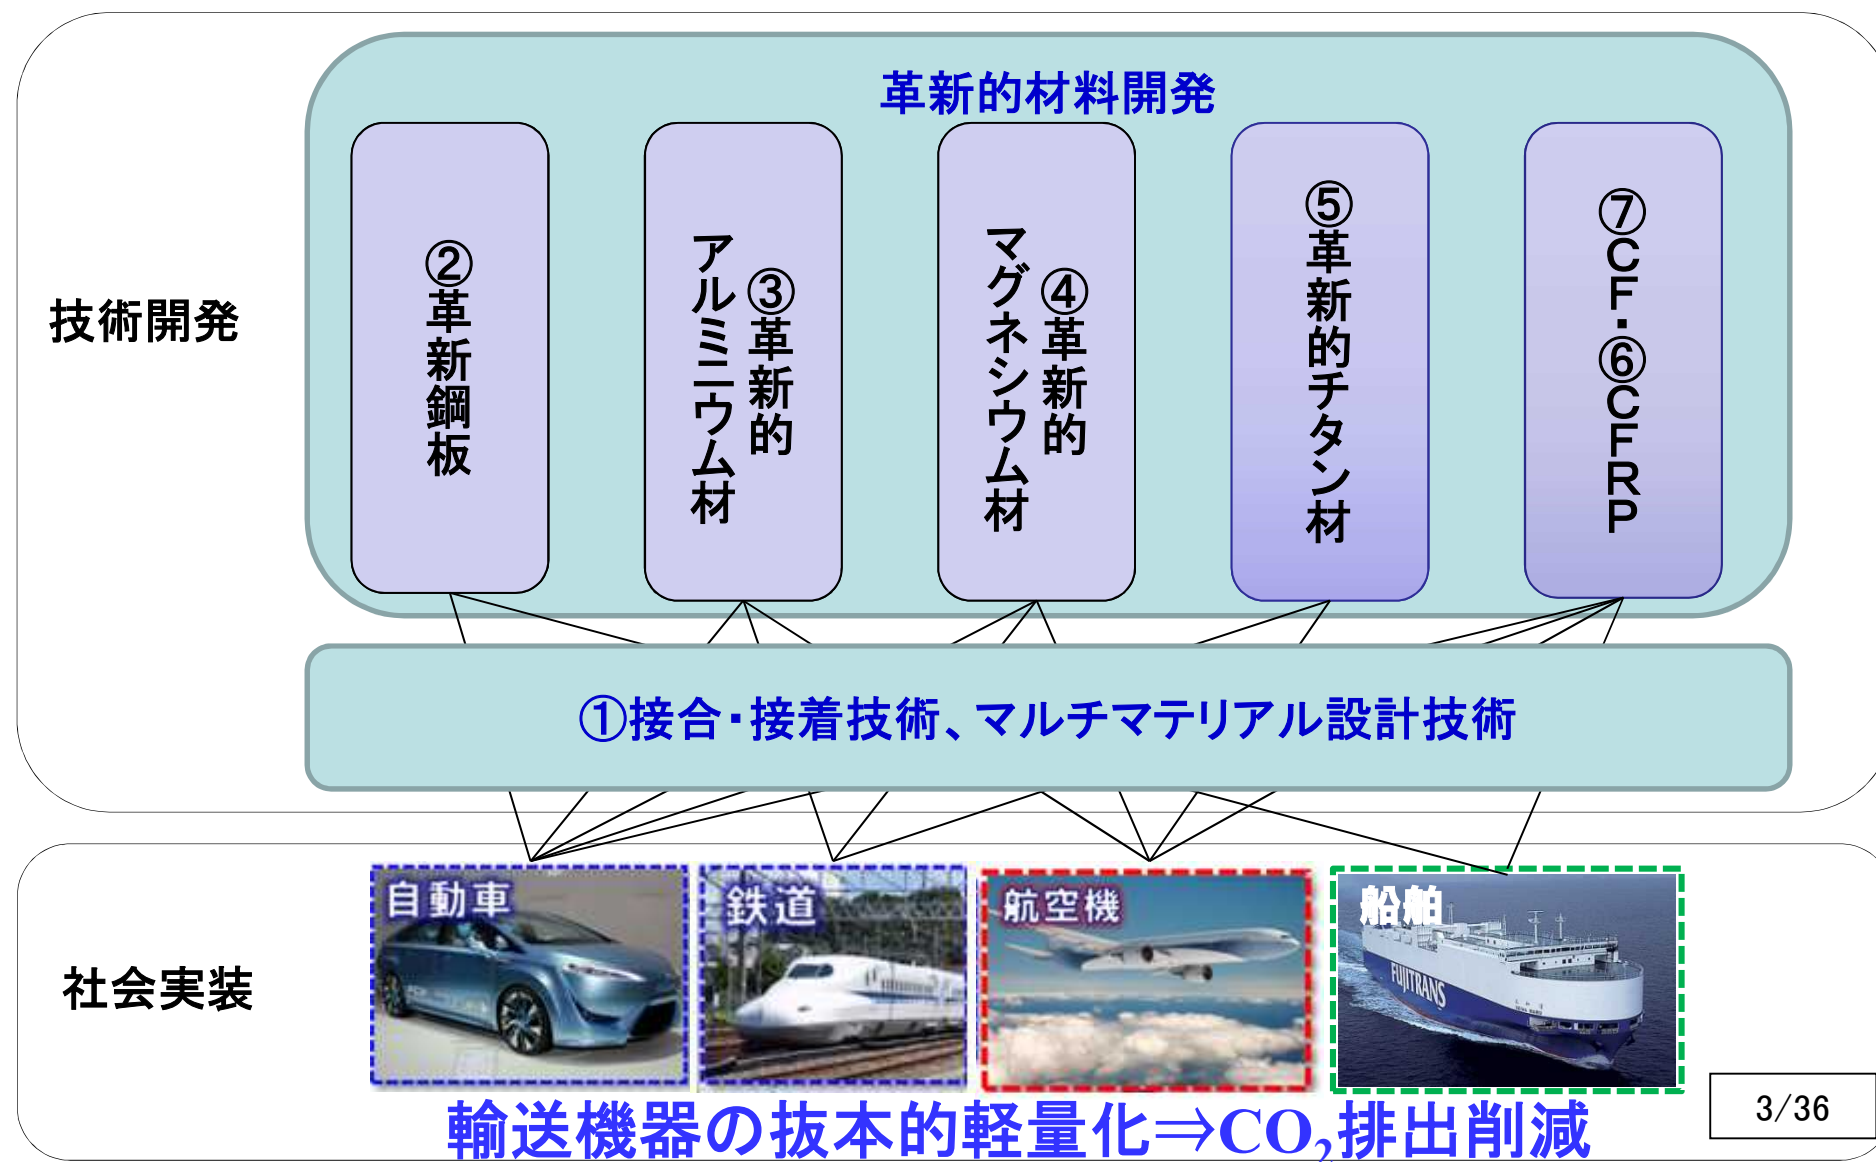 革新的材料開発
技術開発
②革新鋼板
③革新的
アルミニウム材
④革新的
マグネシウム材
⑤革新的チタン材
⑦CF・⑥CFRP
①接合・接着技術、マルチマテリアル設計技術
社会実装
自動車
鉄道
航空機
船舶
FUJITRANS
輸送機器の抜本的軽量化⇒CO₂排出削減
3/36